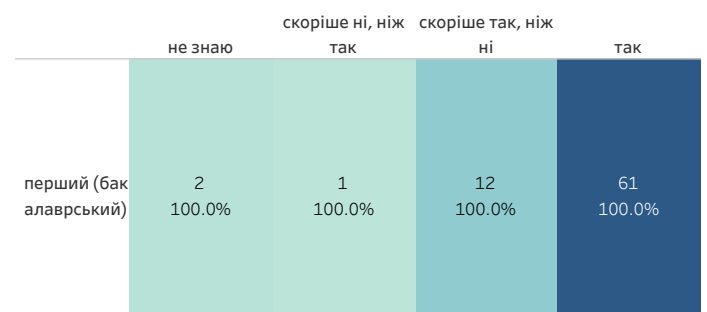 скоріше ні, ніж скоріше так, ніж
не знаю так ні так
перший (бак 2 1 12 61
алаврський) 100.0% 100.0% 100.0% 100.0%